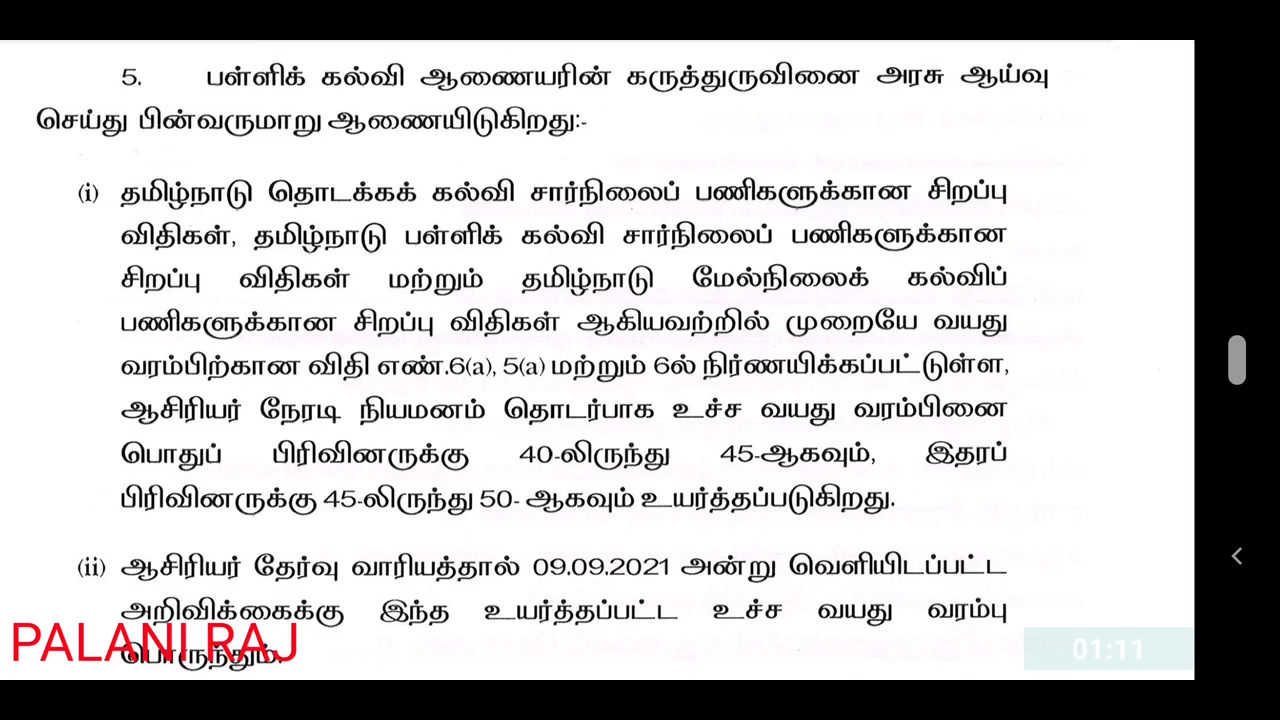 5. பள்ளிக் கல்வி ஆணையரின் கருத்துருவினை அரசு ஆய்வு
செய்து பின்வருமாறு ஆணையிடுகிறது:-
(i) தமிழ்நாடு தொடக்கக் கல்வி சார்நிலைப் பணிகளுக்கான சிறப்பு
விதிகள், தமிழ்நாடு பள்ளிக் கல்வி சார்நிலைப் பணிகளுக்கான
சிறப்பு விதிகள் மற்றும் தமிழ்நாடு மேல்நிலைக் கல்விப்
பணிகளுக்கான சிறப்பு விதிகள் ஆகியவற்றில் முறையே வயது
வரம்பிற்கான விதி எண்.6(a), 5(a) மற்றும் 6ல் நிர்ணயிக்கப்பட்டுள்ள,
ஆசிரியர் நேரடி நியமனம் தொடர்பாக உச்ச வயது வரம்பினை
பொதுப் பிரிவினருக்கு 40-லிருந்து 45-ஆகவும், இதரப்
பிரிவினருக்கு 45-லிருந்து 50- ஆகவும் உயர்த்தப்படுகிறது.
(ii) ஆசிரியர் தேர்வு வாரியத்தால் 09.09.2021 அன்று வெளியிடப்பட்ட
அறிவிக்கைக்கு இந்த உயர்த்தப்பட்ட உச்ச வயது வரம்பு
பொருந்தும்.
PALANI RAJ
01:11